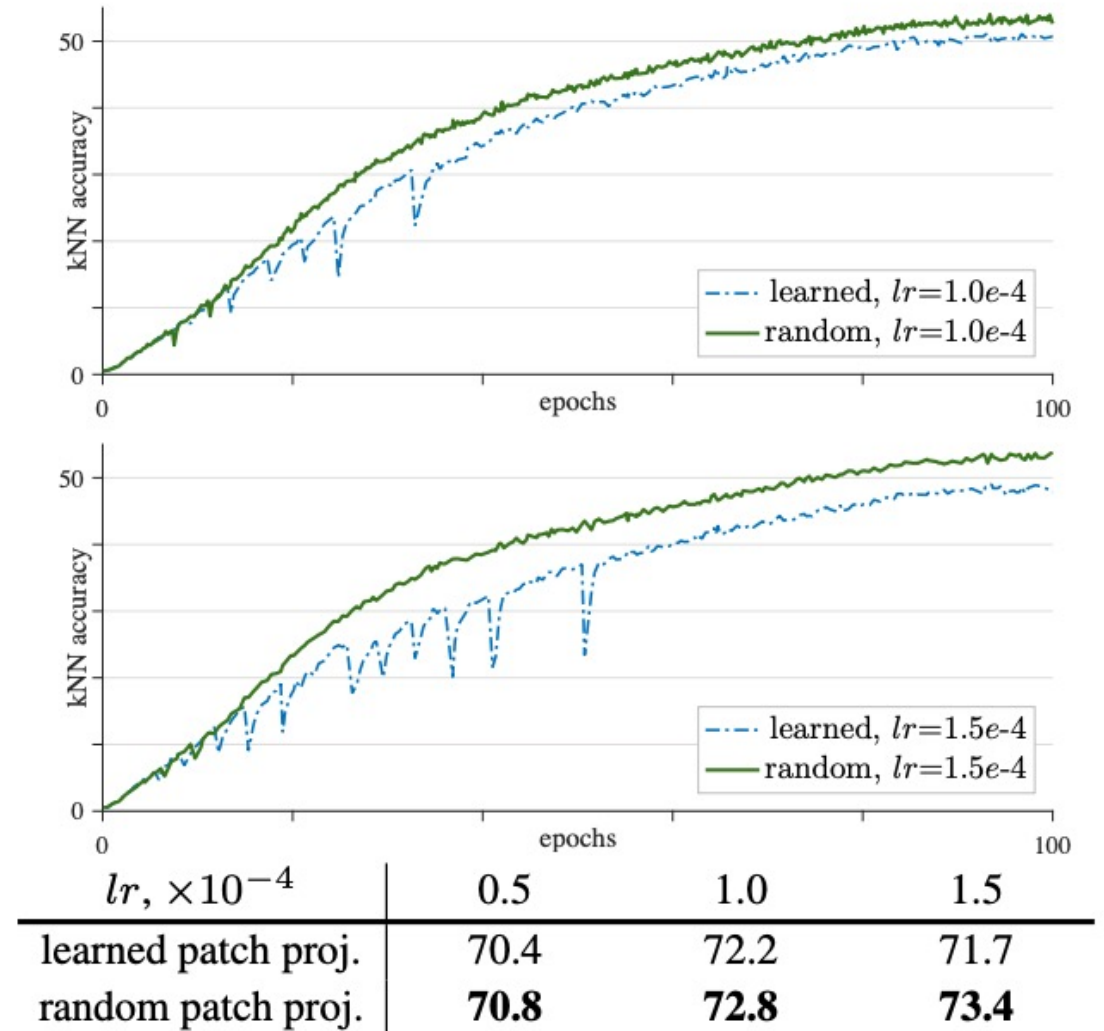 50
kNN accuracy
learned, lr=1.0e-4
random, lr=1.0e-4
0
0 epochs 100
50
kNN accuracy
learned, lr=1.5e-4
random, lr=1.5e-4
0
0 epochs 100
lr, ×10⁻⁴ 0.5 1.0 1.5
learned patch proj. 70.4 72.2 71.7
random patch proj. 70.8 72.8 73.4